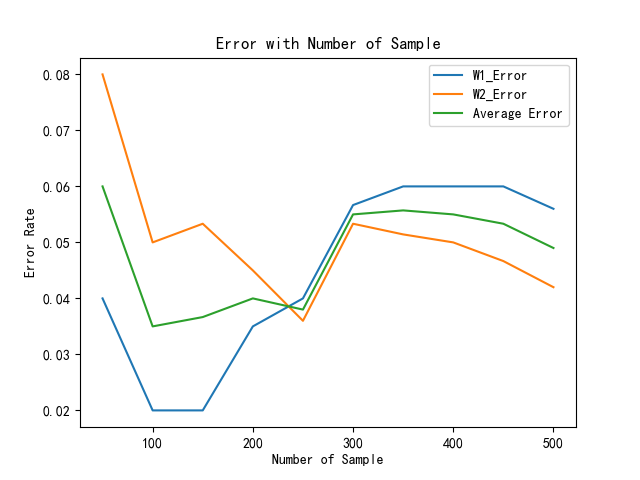 Error with Number of Sample
W1_Error
W2_Error
Average Error
0.08
0.07
0.06
0.05
0.04
0.03
0.02
Error Rate
100 200 300 400 500
Number of Sample